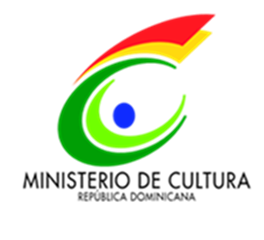 MINISTERIO DE CULTURA
REPÚBLICA DOMINICANA